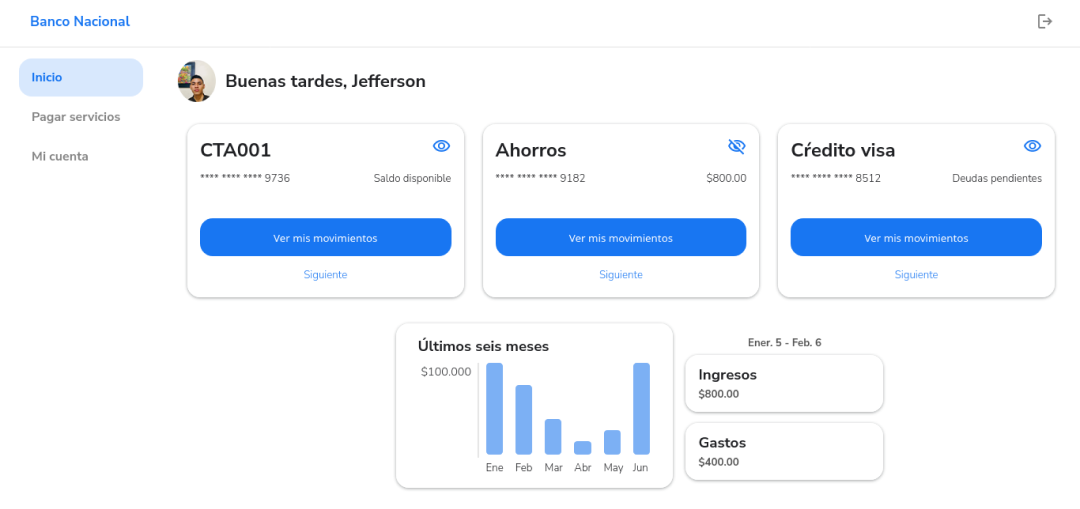 Banco Nacional
Inicio
Pagar servicios
Mi cuenta
Buenas tardes, Jefferson
CTA001
**** **** **** 9736 Saldo disponible
Ver mis movimientos
Siguiente
Ahorros
**** **** **** 9182 $800.00
Ver mis movimientos
Siguiente
Cŕedito visa
**** **** **** 8512 Deudas pendientes
Ver mis movimientos
Siguiente
Últimos seis meses
$100.000
Ene Feb Mar Abr May Jun
Ener. 5 - Feb. 6
Ingresos
$800.00
Gastos
$400.00